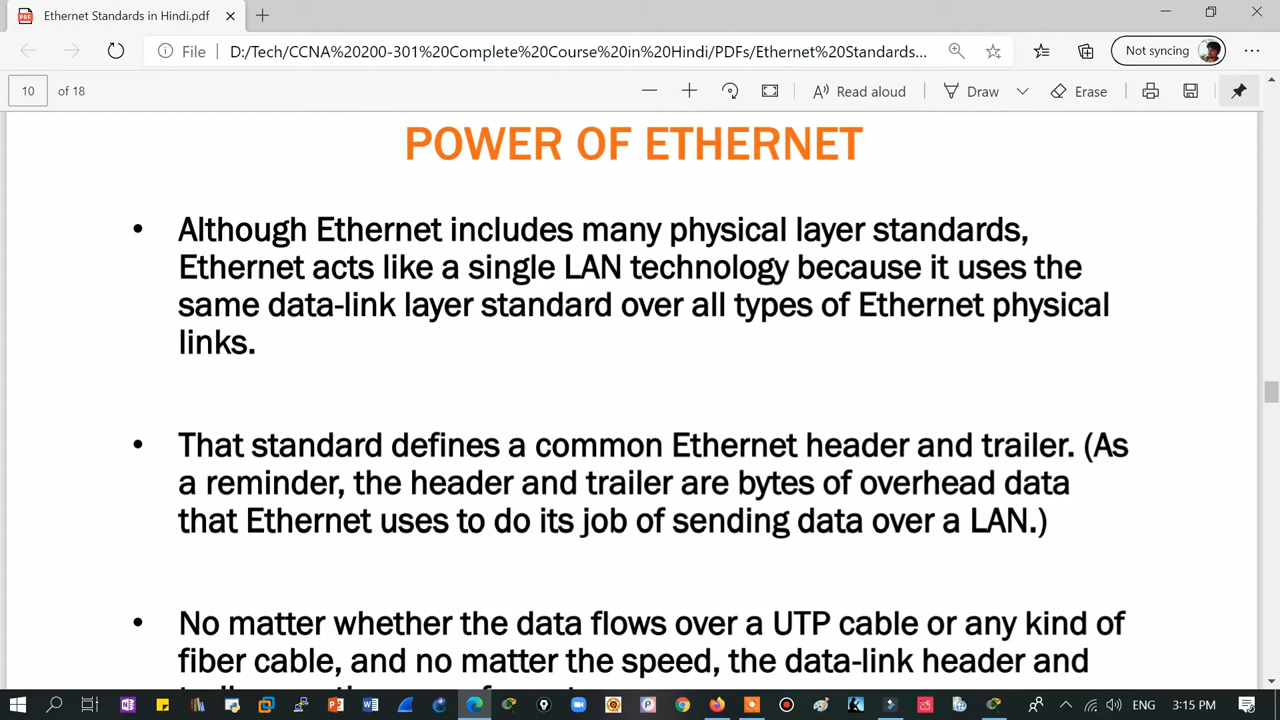 Ethernet Standards in Hindi.pdf
File
D:/Tech/CCNA%20200-301%20Complete%20Course%20in%20Hindi/PDFs/Ethernet%20Standards...
Not syncing
10 of 18
Read aloud
Draw
Erase
POWER OF ETHERNET
• Although Ethernet includes many physical layer standards,
Ethernet acts like a single LAN technology because it uses the
same data-link layer standard over all types of Ethernet physical
links.
• That standard defines a common Ethernet header and trailer. (As
a reminder, the header and trailer are bytes of overhead data
that Ethernet uses to do its job of sending data over a LAN.)
• No matter whether the data flows over a UTP cable or any kind of
fiber cable, and no matter the speed, the data-link header and
ENG
3:15 PM